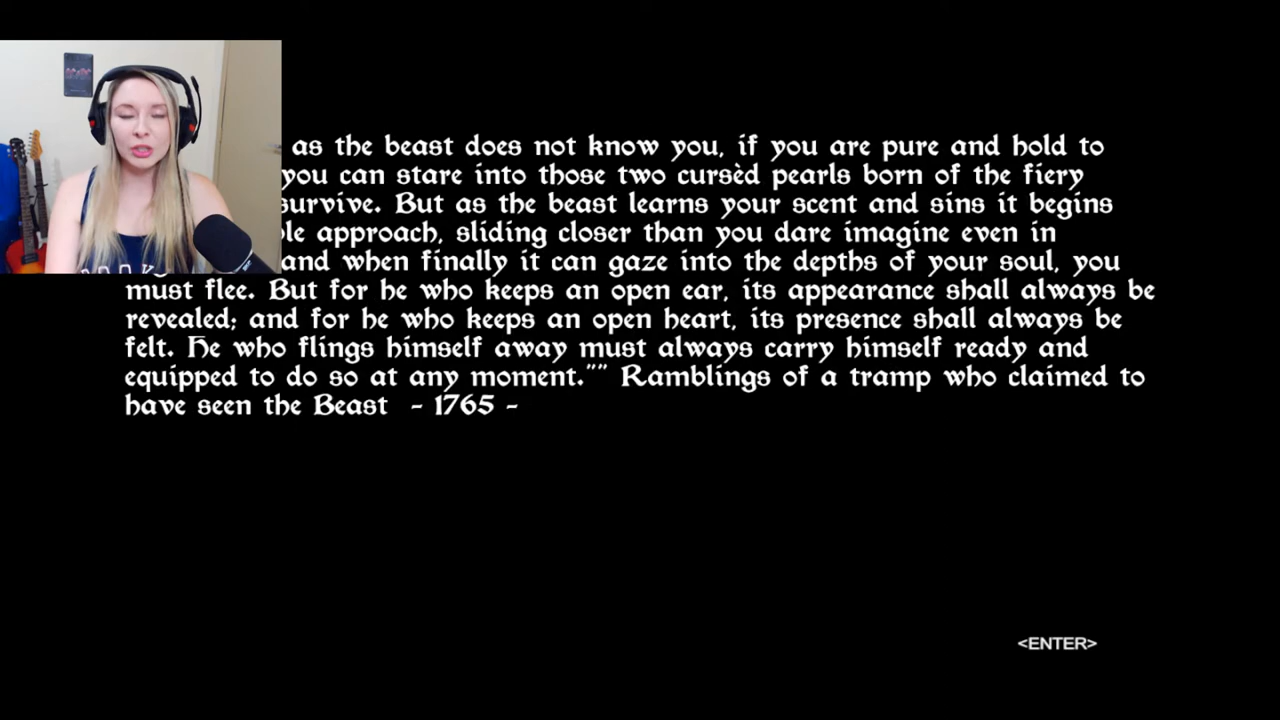 as the beast does not know you, if you are pure and hold to
you can stare into those two cursèd pearls born of the fiery
survive. But as the beast learns your scent and sins it begins
approach, sliding closer than you dare imagine even in
and when finally it can gaze into the depths of your soul, you
must flee. But for he who keeps an open ear, its appearance shall always be
revealed; and for he who keeps an open heart, its presence shall always be
felt. He who flings himself away must always carry himself ready and
equipped to do so at any moment."" Ramblings of a tramp who claimed to
have seen the Beast - 1765 -
<ENTER>